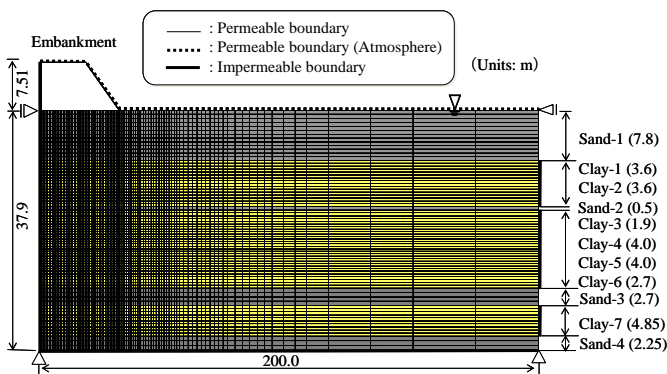 Embankment
: Permeable boundary
: Permeable boundary (Atmosphere)
: Impermeable boundary
(Units: m)
7.51
37.9
Sand-1 (7.8)
Clay-1 (3.6)
Clay-2 (3.6)
Sand-2 (0.5)
Clay-3 (1.9)
Clay-4 (4.0)
Clay-5 (4.0)
Clay-6 (2.7)
Sand-3 (2.7)
Clay-7 (4.85)
Sand-4 (2.25)
200.0